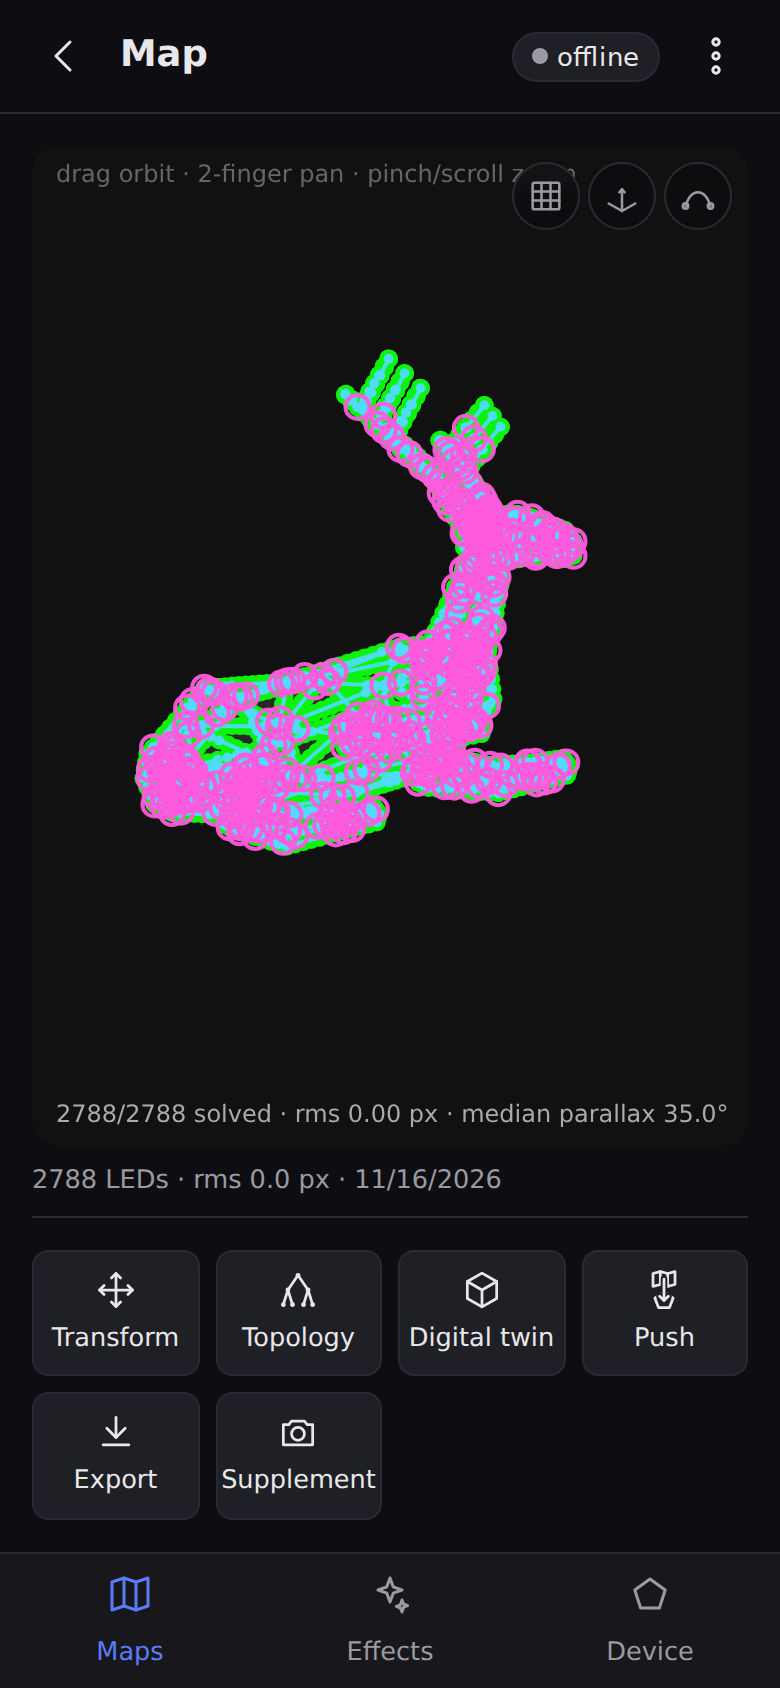 Map
offline
drag orbit · 2-finger pan · pinch/scroll
2788/2788 solved · rms 0.00 px · median parallax 35.0°
2788 LEDs · rms 0.0 px · 11/16/2026
Transform
Topology
Digital twin
Push
Export
Supplement
Maps
Effects
Device